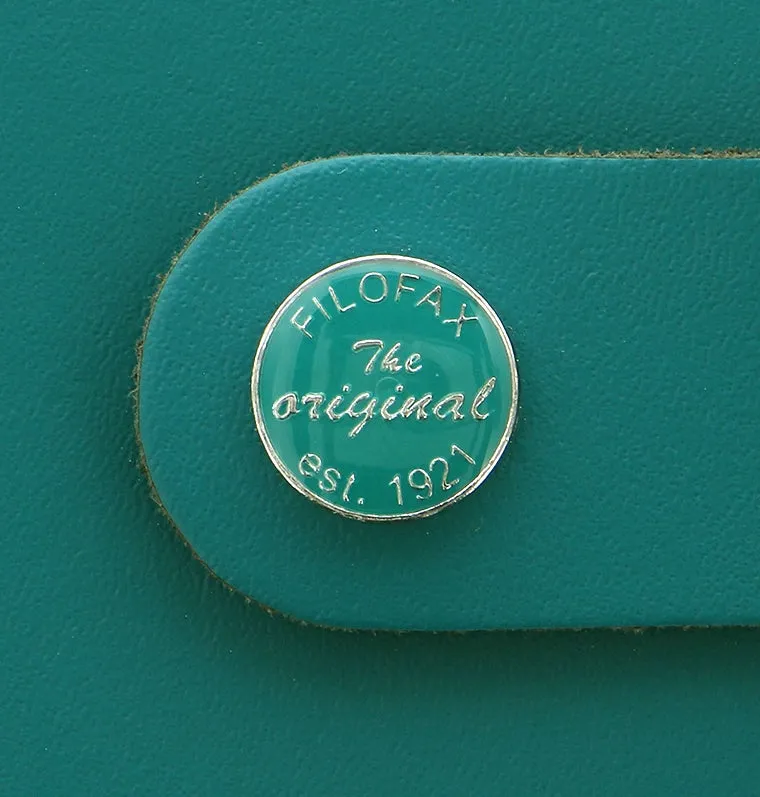 FILOFAX
The
original
est. 1921